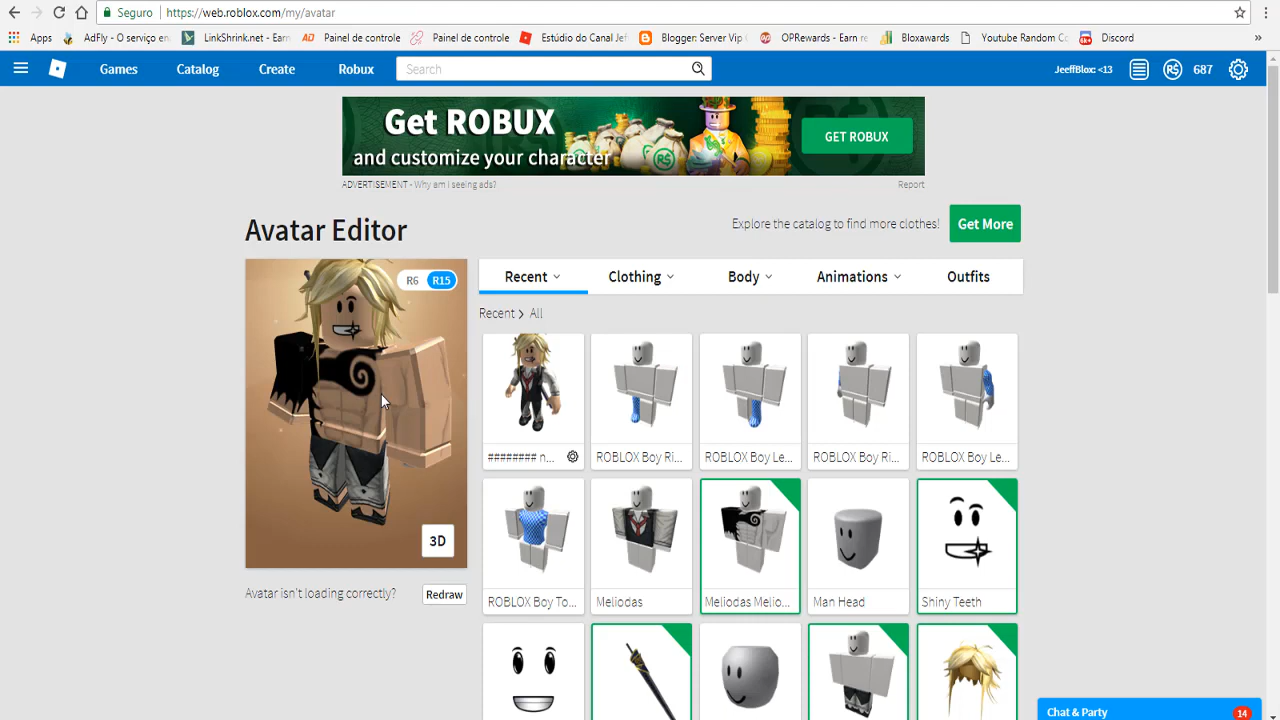 Seguro https://web.roblox.com/my/avatar
Apps AdFly - O serviço en LinkShrink.net - Earn Painel de controle Painel de controle Estúdio do Canal Jef Blogger: Send Vip OPRewards - Earn re Bloxawards Youtube Random Co 6k+ Discord »
Games Catalog Create Robux Search JeeffBlox: <13 R$ 687
Get ROBUX
and customize your character
GET ROBUX
ADVERTISEMENT - Why am I seeing ads? Report
Avatar Editor
Explore the catalog to find more clothes! Get More
R6 R15
Recent Clothing Body Animations Outfits
Recent > All
######## n... ROBLOX Boy Ri... ROBLOX Boy Le... ROBLOX Boy Ri... ROBLOX Boy Le...
3D
Avatar isn't loading correctly? Redraw
ROBLOX Boy To... Meliodas Meliodas Melio... Man Head Shiny Teeth
Chat & Party 14